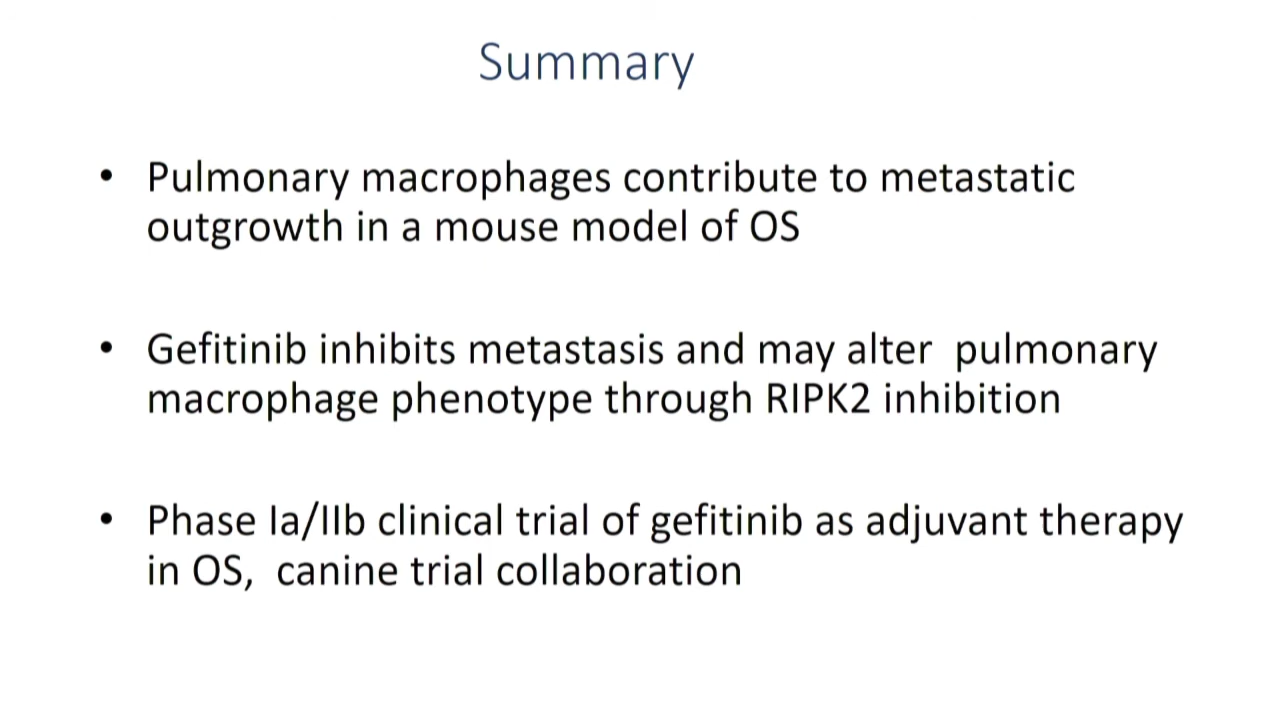 Summary
• Pulmonary macrophages contribute to metastatic
outgrowth in a mouse model of OS
• Gefitinib inhibits metastasis and may alter  pulmonary
macrophage phenotype through RIPK2 inhibition
• Phase Ia/IIb clinical trial of gefitinib as adjuvant therapy
in OS,  canine trial collaboration